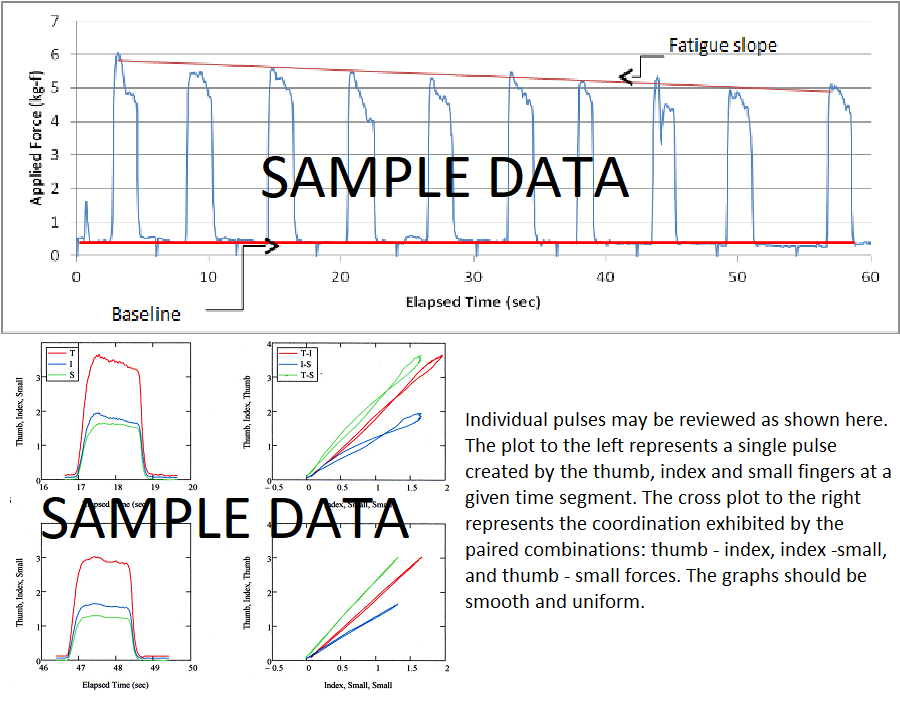 7
6
5
4
3
2
1
0
Applied Force (kg-f)
Fatigue slope
SAMPLE DATA
0 10 20 30 40 50 60
Elapsed Time (sec)
Baseline
T
I
S
3
2
1
0
Thumb, Index, Small
16 17 18 19 20
Elapsed Time (sec)
T-I
I-S
T-S
4
3
2
1
0
Thumb, Index, Thumb
– 0.5 0 0.5 1 1.5 2
Index, Small, Small
SAMPLE DATA
3
2
1
0
Thumb, Index, Small
46 47 48 49 50
Elapsed Time (sec)
4
3
2
1
0
Thumb, Index, Thumb
– 0.5 0 0.5 1 1.5 2
Index, Small, Small
Individual pulses may be reviewed as shown here.
The plot to the left represents a single pulse
created by the thumb, index and small fingers at a
given time segment. The cross plot to the right
represents the coordination exhibited by the
paired combinations: thumb - index, index -small,
and thumb - small forces. The graphs should be
smooth and uniform.